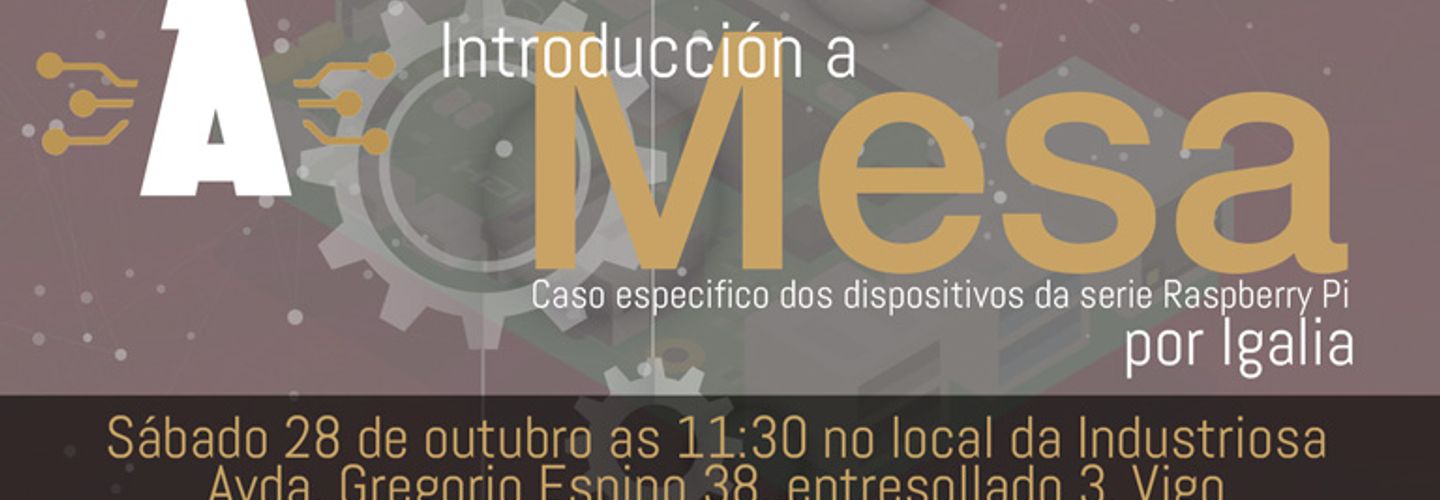 A
Introducción a
Mesa
Caso especifico dos dispositivos da serie Raspberry Pi
por Igalia
Sábado 28 de outubro as 11:30 no local da Industriosa
Avda. Gregorio Espino 38, entresollado 3, Vigo